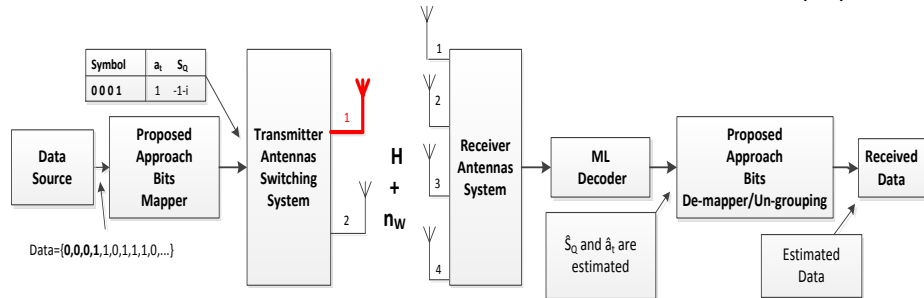 Symbol a_t S_Q
0 0 0 1 1 -1-i
Data
Source
Proposed
Approach
Bits
Mapper
Transmitter
Antennas
Switching
System
1
2
H
+
n_W
1
2
3
4
Receiver
Antennas
System
ML
Decoder
Proposed
Approach
Bits
De-mapper/Un-grouping
Received
Data
Data={0,0,0,1,1,0,1,1,1,0,...}
Ŝ_Q and â_t are
estimated
Estimated
Data